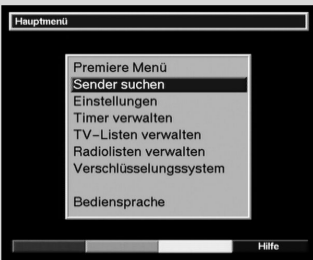 Hauptmenü
Premiere Menü
Sender suchen
Einstellungen
Timer verwalten
TV-Listen verwalten
Radiolisten verwalten
Verschlüsselungssystem
Bediensprache
Hilfe